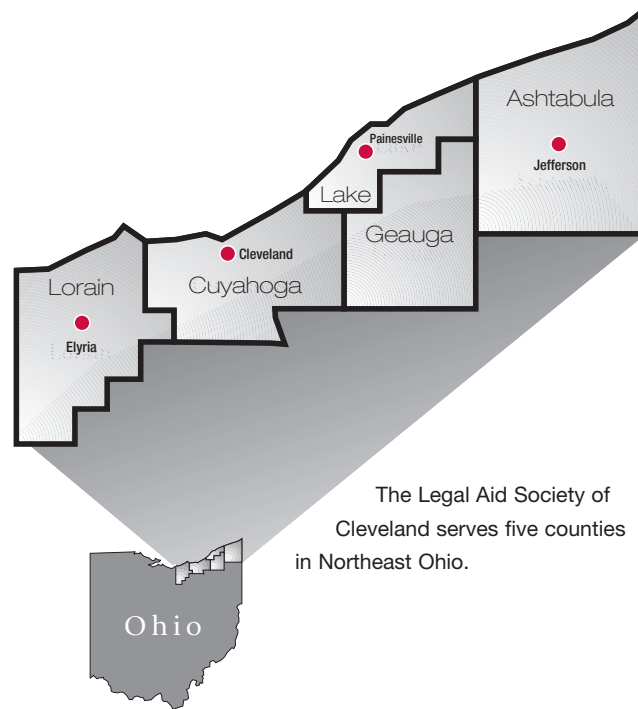 Ashtabula
Painesville
Jefferson
Lake
Geauga
Cleveland
Lorain
Cuyahoga
Elyria
The Legal Aid Society of
Cleveland serves five counties
in Northeast Ohio.
Ohio